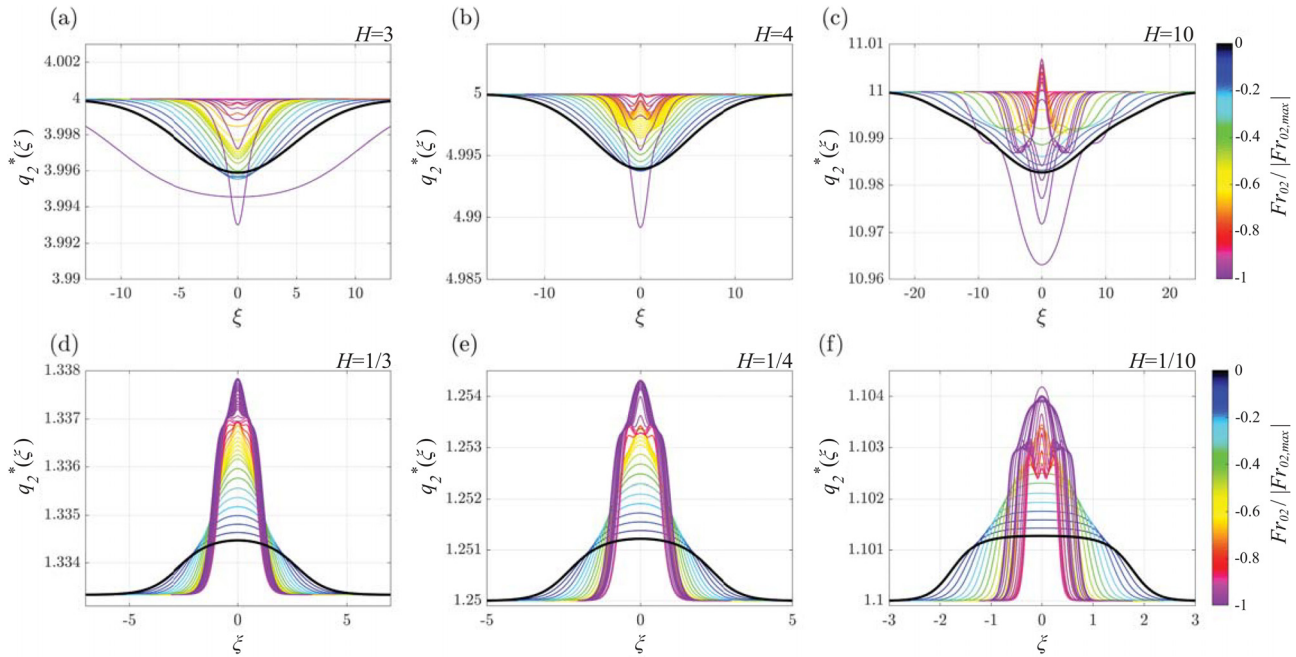 (a)
H=3
4.002
4
3.998
3.996
3.994
3.992
3.99
q₂*(ξ)
-10
-5
0
5
10
ξ
(b)
H=4
5
4.995
4.99
4.985
q₂*(ξ)
-10
0
10
ξ
(c)
H=10
11.01
11
10.99
10.98
10.97
10.96
q₂*(ξ)
-20
-10
0
10
20
ξ
0
-0.2
-0.4
-0.6
-0.8
-1
Fr₀₂ / |Fr₀₂,max|
(d)
H=1/3
1.338
1.337
1.336
1.335
1.334
q₂*(ξ)
-5
0
5
ξ
(e)
H=1/4
1.254
1.253
1.252
1.251
1.25
q₂*(ξ)
-5
0
5
ξ
(f)
H=1/10
1.104
1.103
1.102
1.101
1.1
q₂*(ξ)
-3
-2
-1
0
1
2
3
ξ
0
-0.2
-0.4
-0.6
-0.8
-1
Fr₀₂ / |Fr₀₂,max|